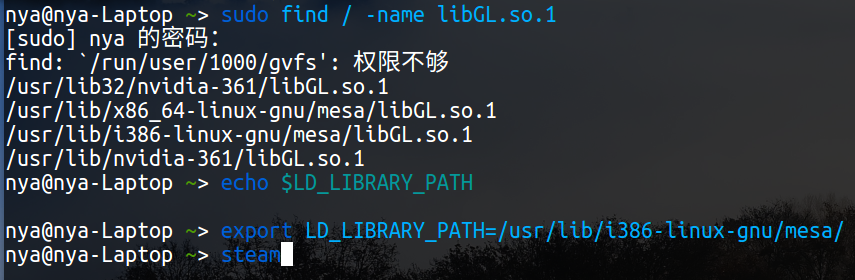 nya@nya-Laptop ~> sudo find / -name libGL.so.1
[sudo] nya 的密码：
find: `/run/user/1000/gvfs': 权限不够
/usr/lib32/nvidia-361/libGL.so.1
/usr/lib/x86_64-linux-gnu/mesa/libGL.so.1
/usr/lib/i386-linux-gnu/mesa/libGL.so.1
/usr/lib/nvidia-361/libGL.so.1
nya@nya-Laptop ~> echo $LD_LIBRARY_PATH
nya@nya-Laptop ~> export LD_LIBRARY_PATH=/usr/lib/i386-linux-gnu/mesa/
nya@nya-Laptop ~> steam